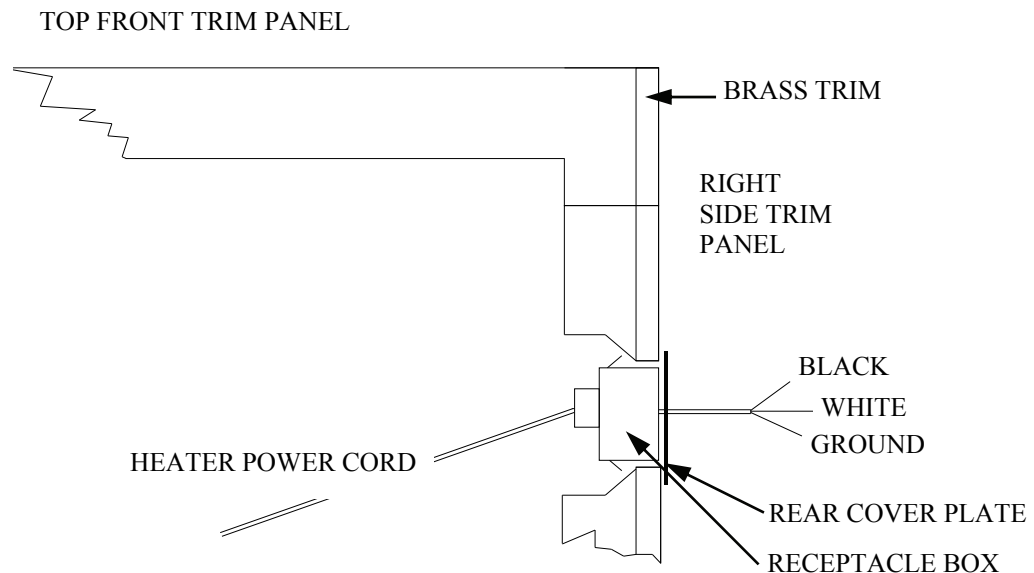 TOP FRONT TRIM PANEL
BRASS TRIM
RIGHT
SIDE TRIM
PANEL
BLACK
WHITE
GROUND
HEATER POWER CORD
REAR COVER PLATE
RECEPTACLE BOX